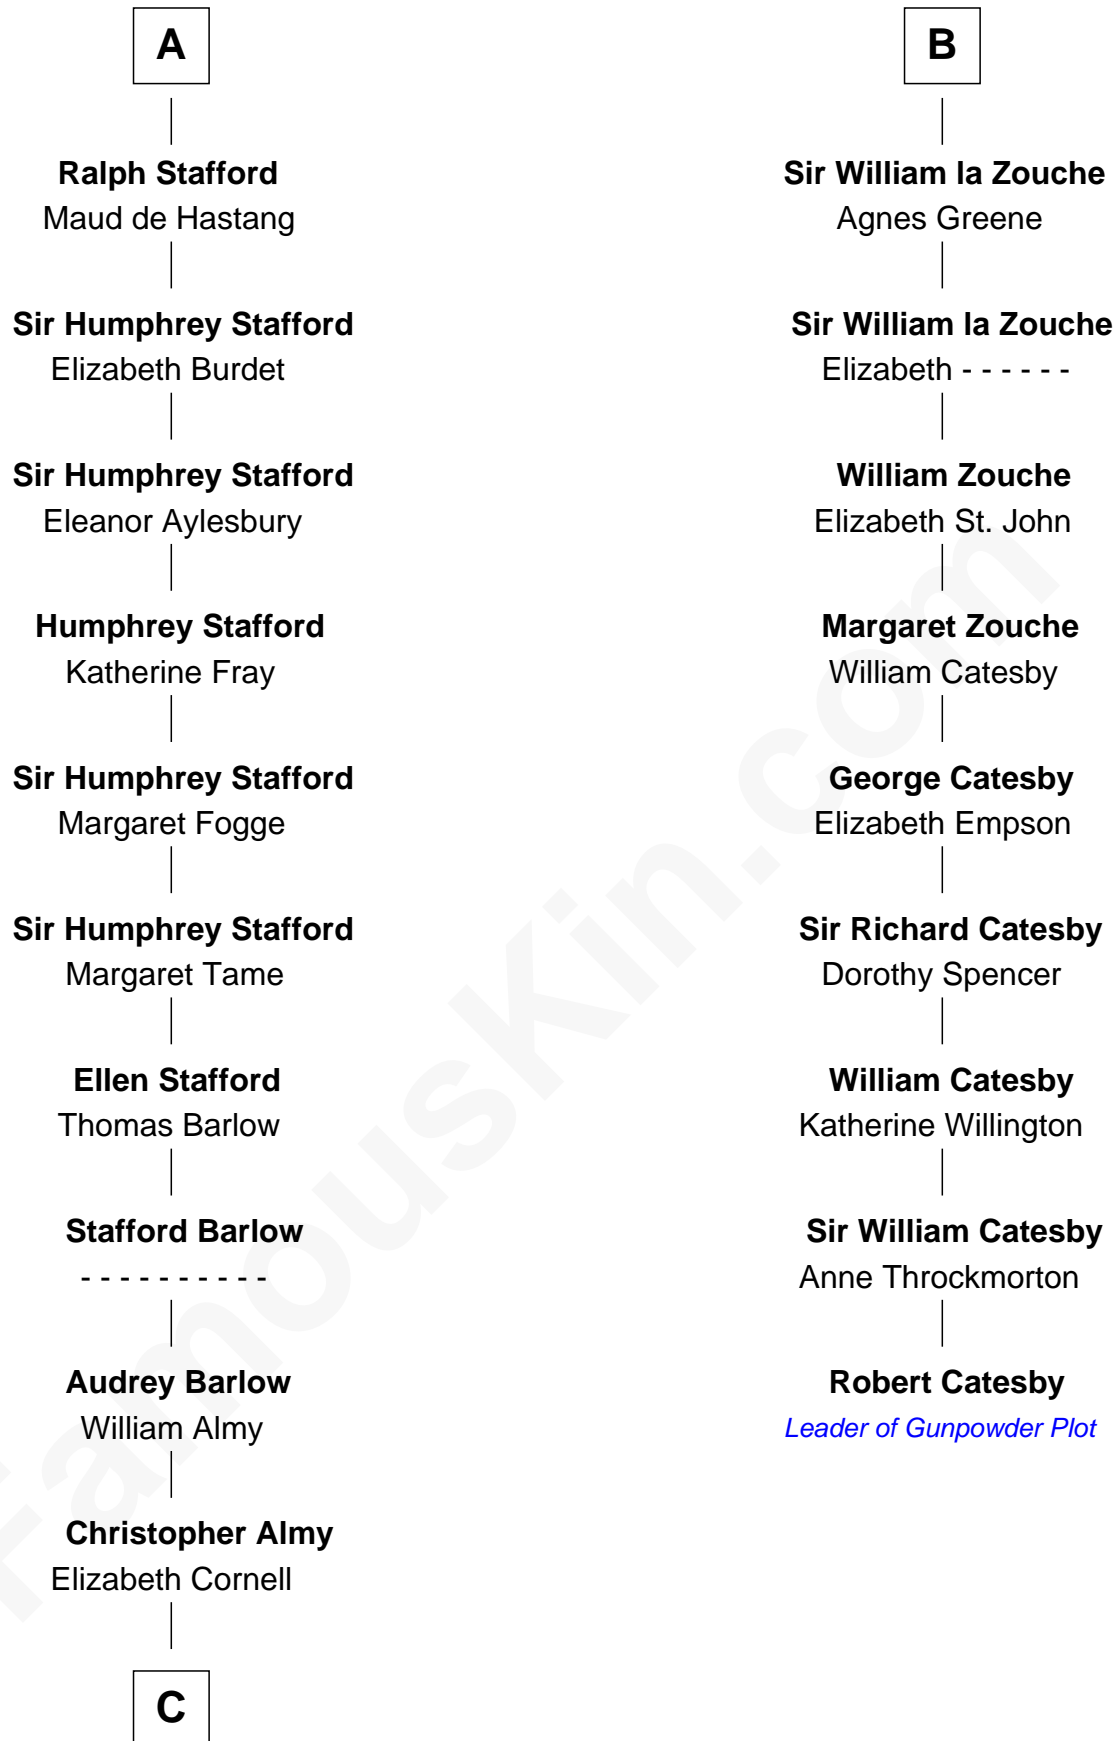 A
Ralph Stafford
Maud de Hastang
Sir Humphrey Stafford
Elizabeth Burdet
Sir Humphrey Stafford
Eleanor Aylesbury
Humphrey Stafford
Katherine Fray
Sir Humphrey Stafford
Margaret Fogge
Sir Humphrey Stafford
Margaret Tame
Ellen Stafford
Thomas Barlow
Stafford Barlow
- - - - - - - - - -
Audrey Barlow
William Almy
Christopher Almy
Elizabeth Cornell
C
B
Sir William la Zouche
Agnes Greene
Sir William la Zouche
Elizabeth - - - - - -
William Zouche
Elizabeth St. John
Margaret Zouche
William Catesby
George Catesby
Elizabeth Empson
Sir Richard Catesby
Dorothy Spencer
William Catesby
Katherine Willington
Sir William Catesby
Anne Throckmorton
Robert Catesby
Leader of Gunpowder Plot
FamousKin.com